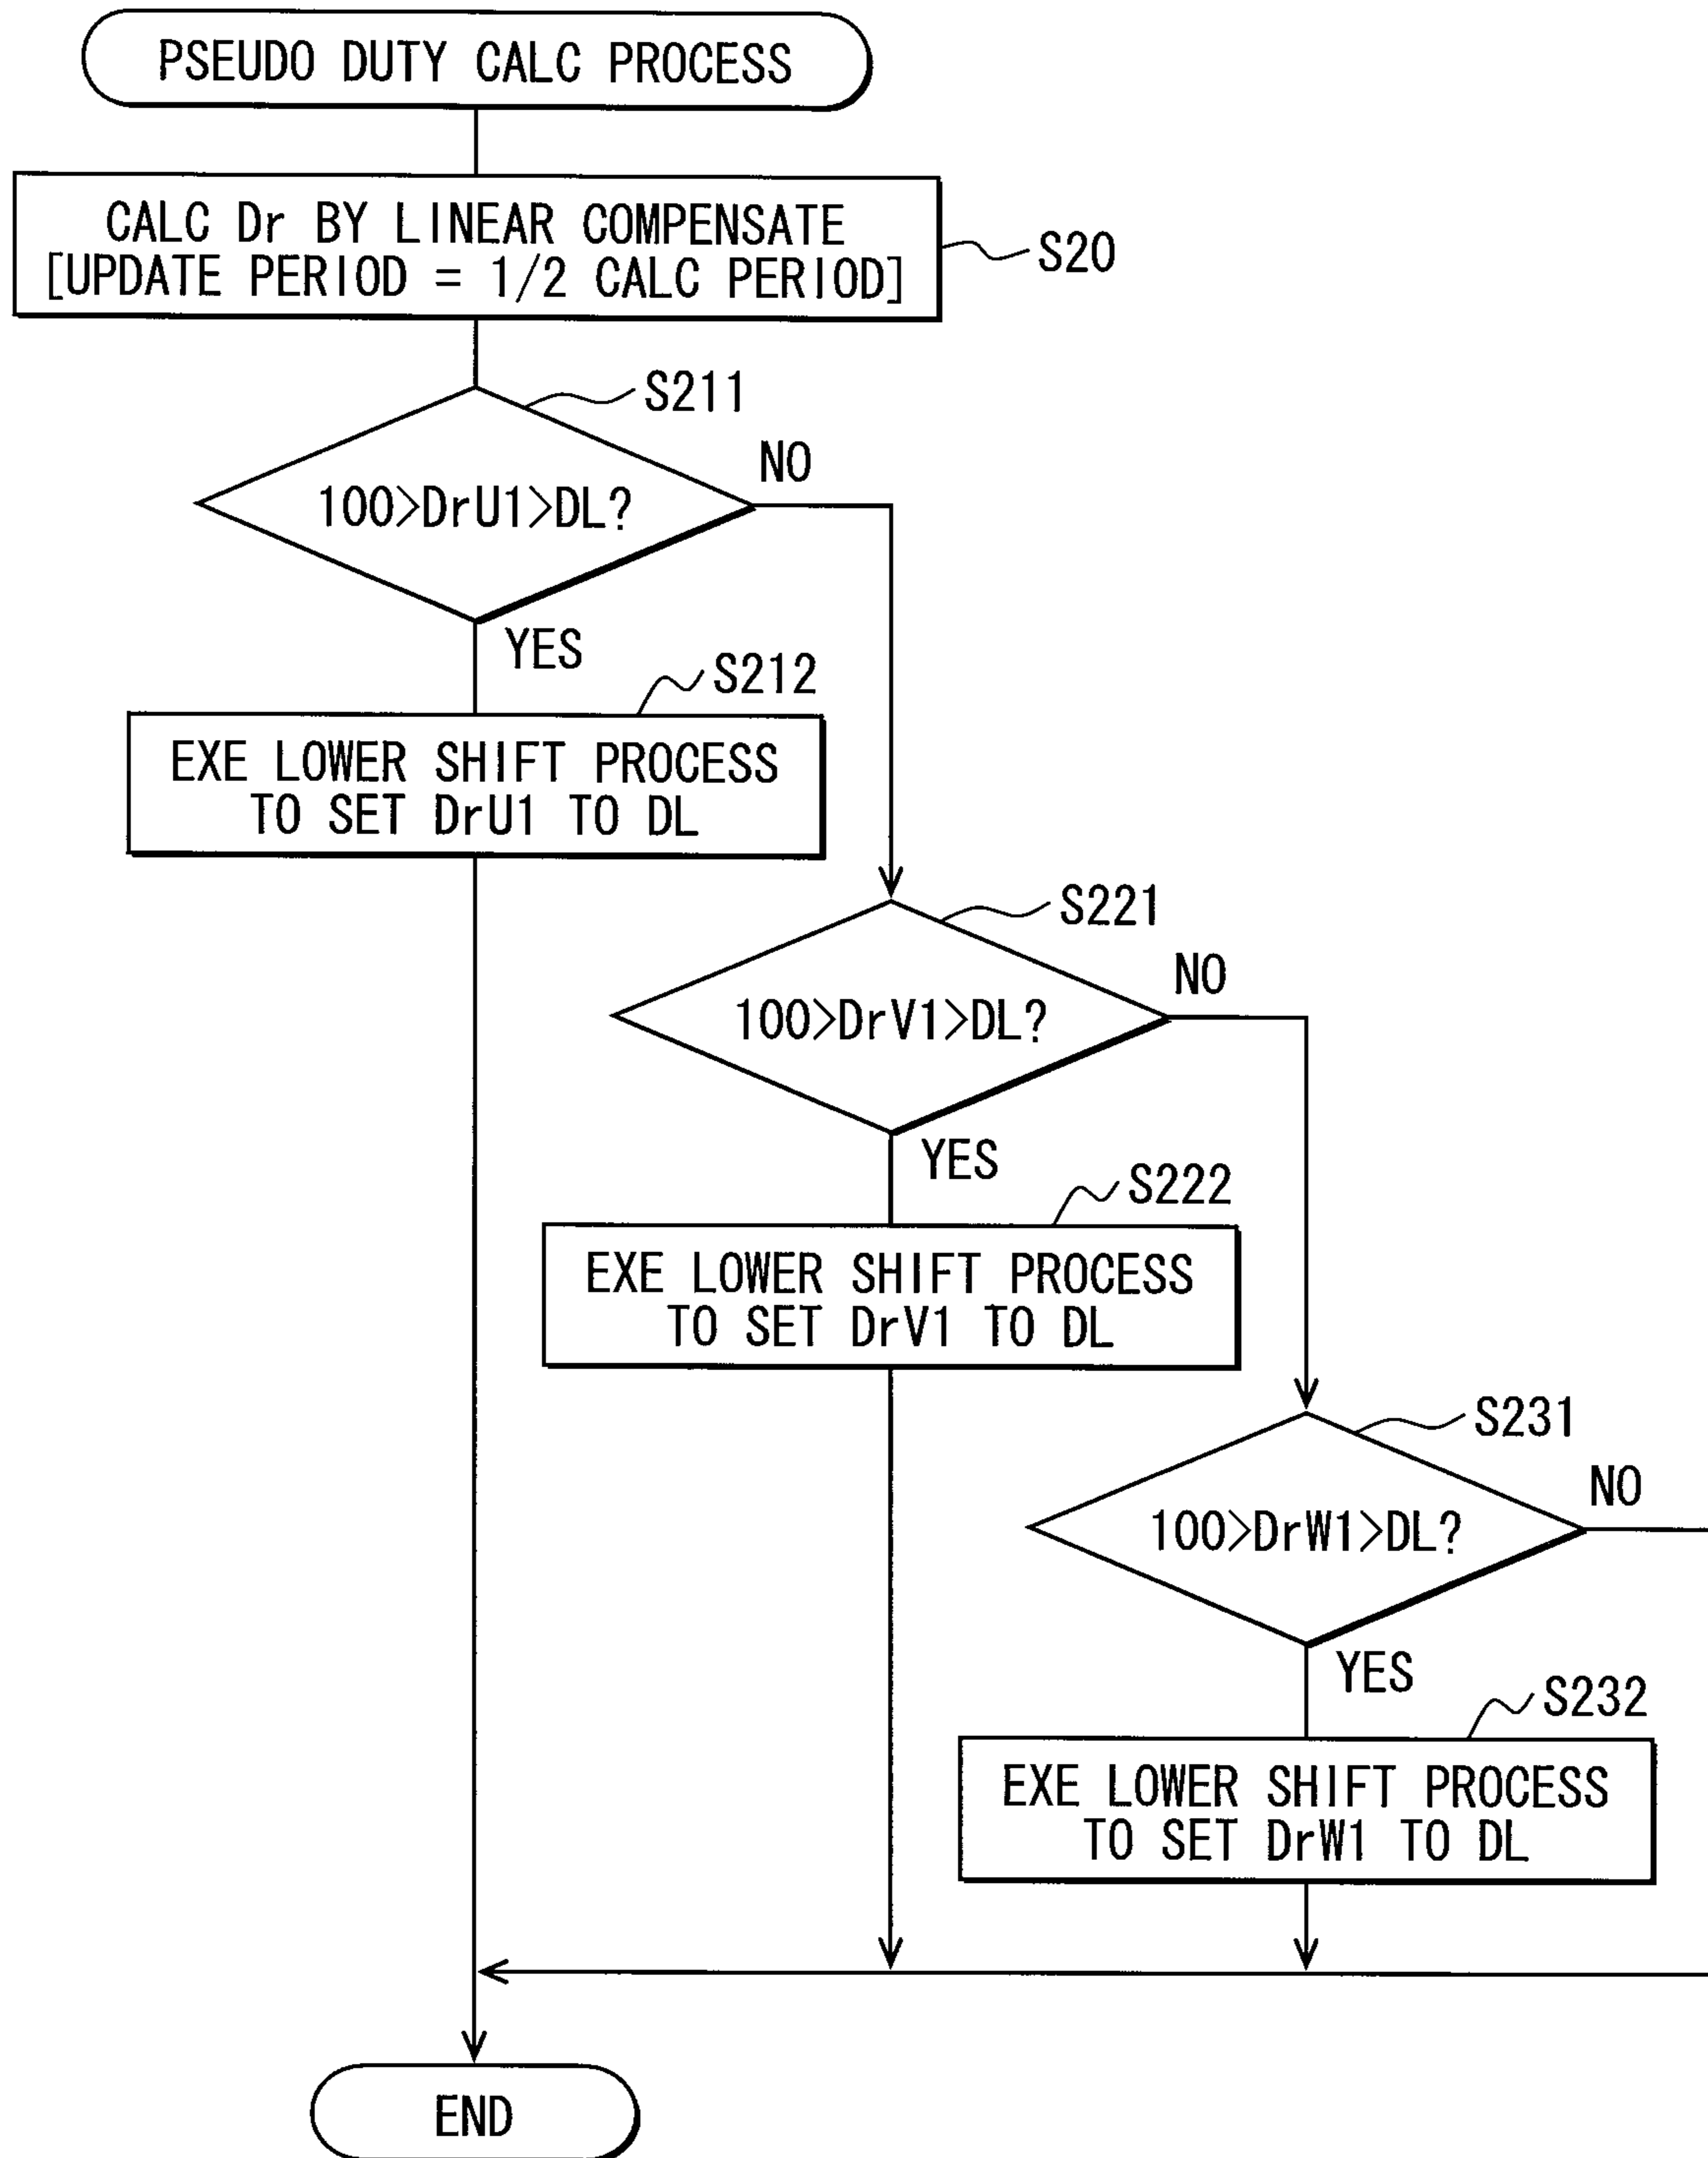 PSEUDO DUTY CALC PROCESS
CALC Dr BY LINEAR COMPENSATE
[UPDATE PERIOD = 1/2 CALC PERIOD]
S20
S211
100>DrU1>DL?
NO
YES
S212
EXE LOWER SHIFT PROCESS
TO SET DrU1 TO DL
S221
100>DrV1>DL?
NO
YES
S222
EXE LOWER SHIFT PROCESS
TO SET DrV1 TO DL
S231
100>DrW1>DL?
NO
YES
S232
EXE LOWER SHIFT PROCESS
TO SET DrW1 TO DL
END